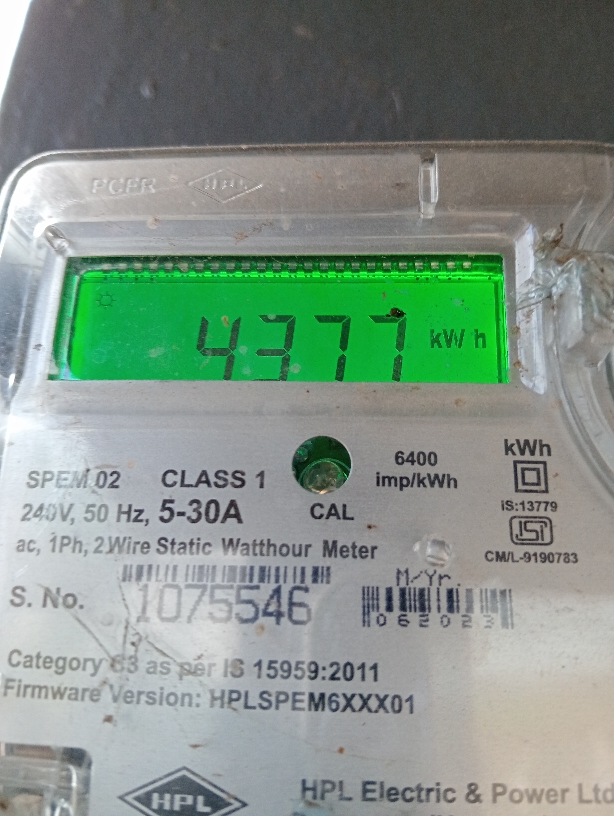 PCFR HPL
4377 kWh
kWh
SPEM 02 CLASS 1 6400
imp/kWh
240V, 50 Hz, 5-30A CAL
iS:13779
ISI
CM/L-9190783
ac, 1Ph, 2 Wire Static Watthour Meter
M/Yr.
S. No. 1075546
062023
Category C3 as per IS 15959:2011
Firmware Version: HPLSPEM6XXX01
HPL HPL Electric & Power Ltd